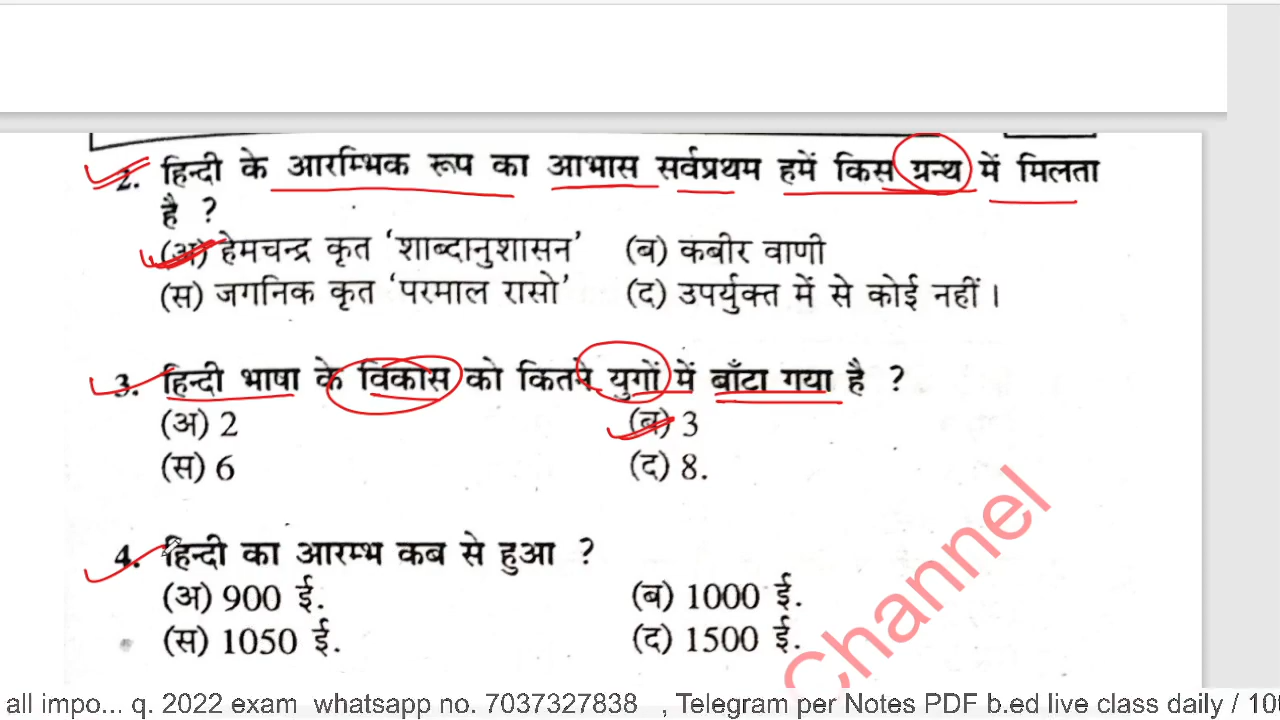 2. हिन्दी के आरम्भिक रूप का आभास सर्वप्रथम हमें किस ग्रन्थ में मिलता
है ?
(अ) हेमचन्द्र कृत ‘शाब्दानुशासन’ (ब) कबीर वाणी
(स) जगनिक कृत ‘परमाल रासो’ (द) उपर्युक्त में से कोई नहीं।
3. हिन्दी भाषा के विकास को कितने युगों में बाँटा गया है ?
(अ) 2 (ब) 3
(स) 6 (द) 8.
4. हिन्दी का आरम्भ कब से हुआ ?
(अ) 900 ई. (ब) 1000 ई.
(स) 1050 ई. (द) 1500 ई.
Channel
all impo... q. 2022 exam whatsapp no. 7037327838 , Telegram per Notes PDF b.ed live class daily / 10